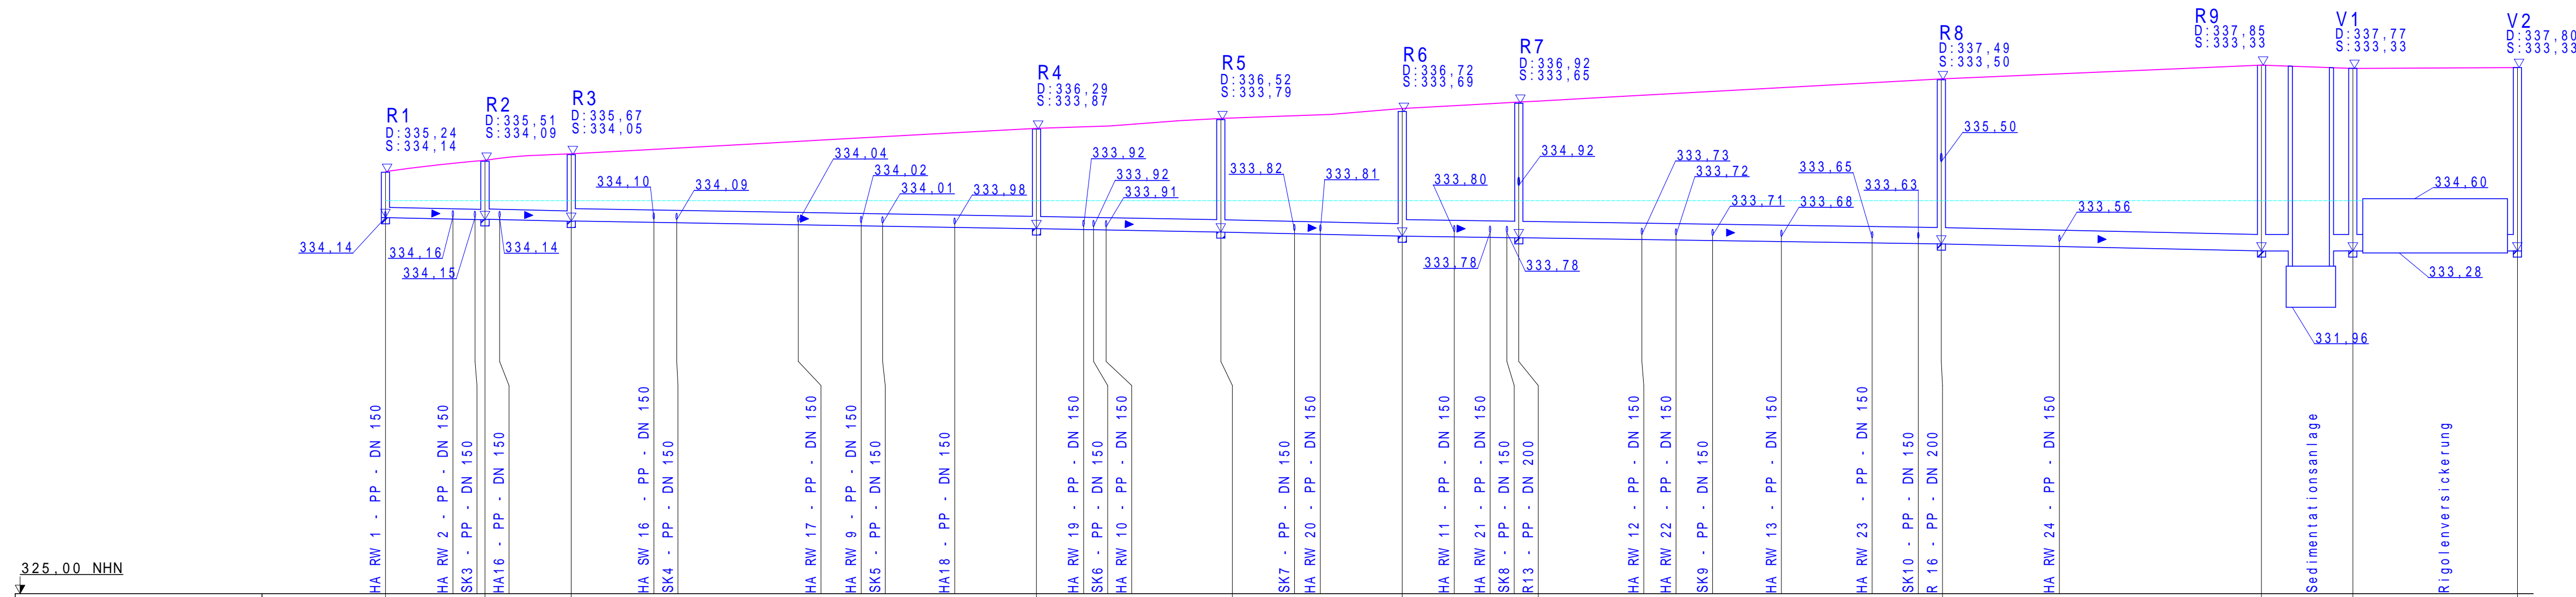 R1
D:335,24
S:334,14
R2
D:335,51
S:334,09
R3
D:335,67
S:334,05
R4
D:336,29
S:333,87
R5
D:336,52
S:333,79
R6
D:336,72
S:333,69
R7
D:336,92
S:333,65
R8
D:337,49
S:333,50
R9
D:337,85
S:333,33
V1
D:337,77
S:333,33
V2
D:337,80
S:333,33
334,14
334,16
334,15
334,14
334,10
334,09
334,04
334,02
334,01
333,98
333,92
333,92
333,91
333,82
333,81
333,80
333,78
333,78
334,92
333,73
333,72
333,71
333,68
333,65
333,63
335,50
333,56
331,96
334,60
333,28
HA RW 1 - PP - DN 150
HA RW 2 - PP - DN 150
SK3 - PP - DN 150
HA16 - PP - DN 150
HA SW 16 - PP - DN 150
SK4 - PP - DN 150
HA RW 17 - PP - DN 150
HA RW 9 - PP - DN 150
SK5 - PP - DN 150
HA18 - PP - DN 150
HA RW 19 - PP - DN 150
SK6 - PP - DN 150
HA RW 10 - PP - DN 150
SK7 - PP - DN 150
HA RW 20 - PP - DN 150
HA RW 11 - PP - DN 150
HA RW 21 - PP - DN 150
SK8 - PP - DN 150
R13 - PP - DN 200
HA RW 12 - PP - DN 150
HA RW 22 - PP - DN 150
SK9 - PP - DN 150
HA RW 13 - PP - DN 150
HA RW 23 - PP - DN 150
SK10 - PP - DN 150
R 16 - PP - DN 200
HA RW 24 - PP - DN 150
Sedimentationsanlage
Rigolenversickerung
325,00 NHN